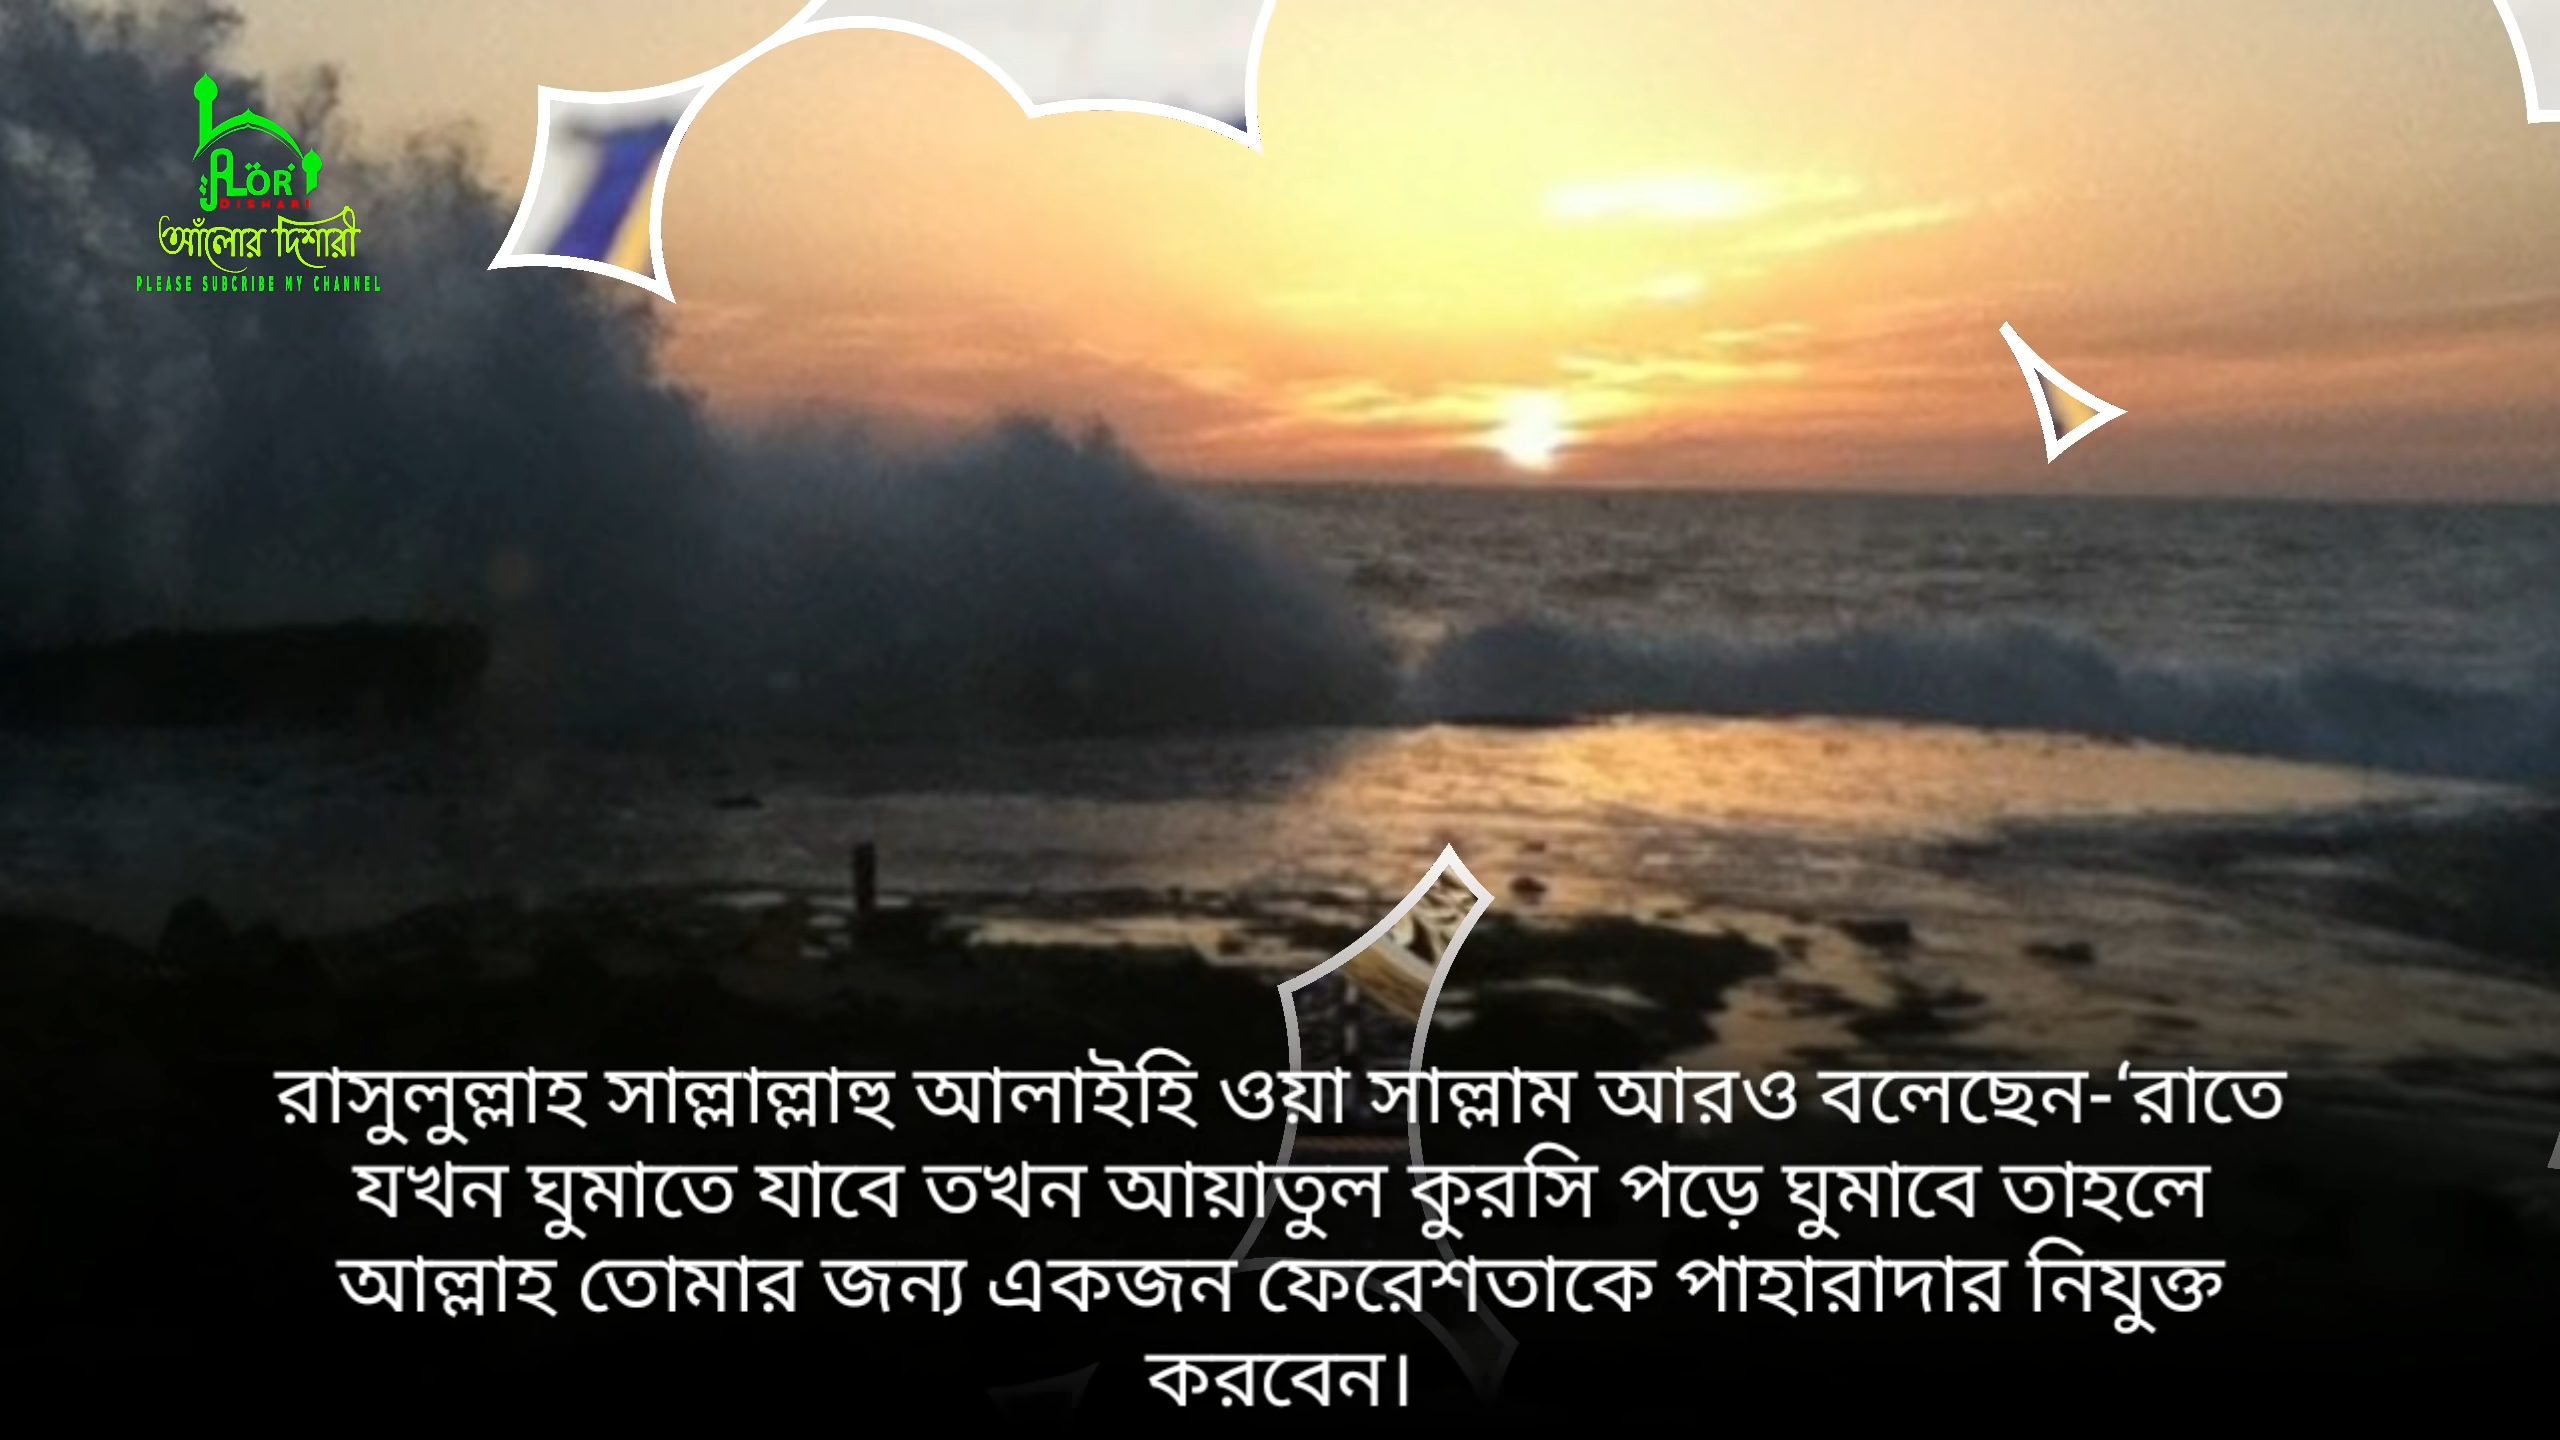 ALOR
DISHARI
আঁলোর দিশারী
PLEASE SUBCRIBE MY CHANNEL
রাসুলুল্লাহ সাল্লাল্লাহু আলাইহি ওয়া সাল্লাম আরও বলেছেন-‘রাতে
যখন ঘুমাতে যাবে তখন আয়াতুল কুরসি পড়ে ঘুমাবে তাহলে
আল্লাহ তোমার জন্য একজন ফেরেশতাকে পাহারাদার নিযুক্ত
করবেন।